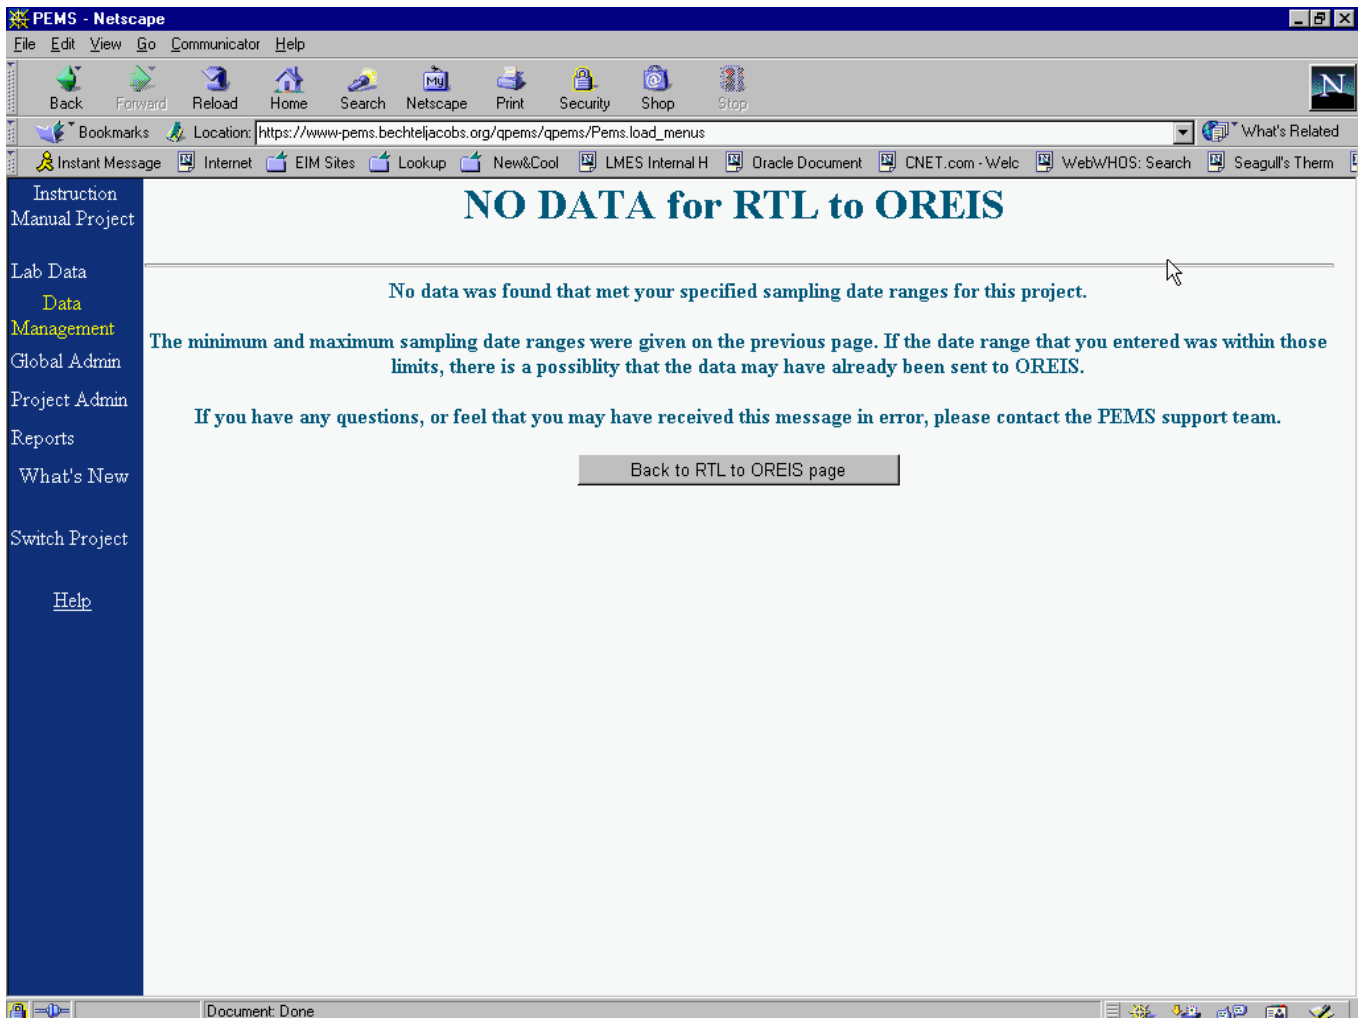 PEMS - Netscape
File Edit View Go Communicator Help
Back Forward Reload Home Search My Netscape Print Security Shop Stop N
Bookmarks Location: https://www-pems.bechteljacobs.org/qpems/qpems/Pems.load_menus What's Related
Instant Message Internet EIM Sites Lookup New&Cool LMES Internal H Oracle Document CNET.com - Welc WebWHOS: Search Seagull's Therm
Instruction
Manual Project
Lab Data
Data
Management
Global Admin
Project Admin
Reports
What's New
Switch Project
Help
NO DATA for RTL to OREIS
No data was found that met your specified sampling date ranges for this project.
The minimum and maximum sampling date ranges were given on the previous page. If the date range that you entered was within those
limits, there is a possiblity that the data may have already been sent to OREIS.
If you have any questions, or feel that you may have received this message in error, please contact the PEMS support team.
Back to RTL to OREIS page
Document: Done